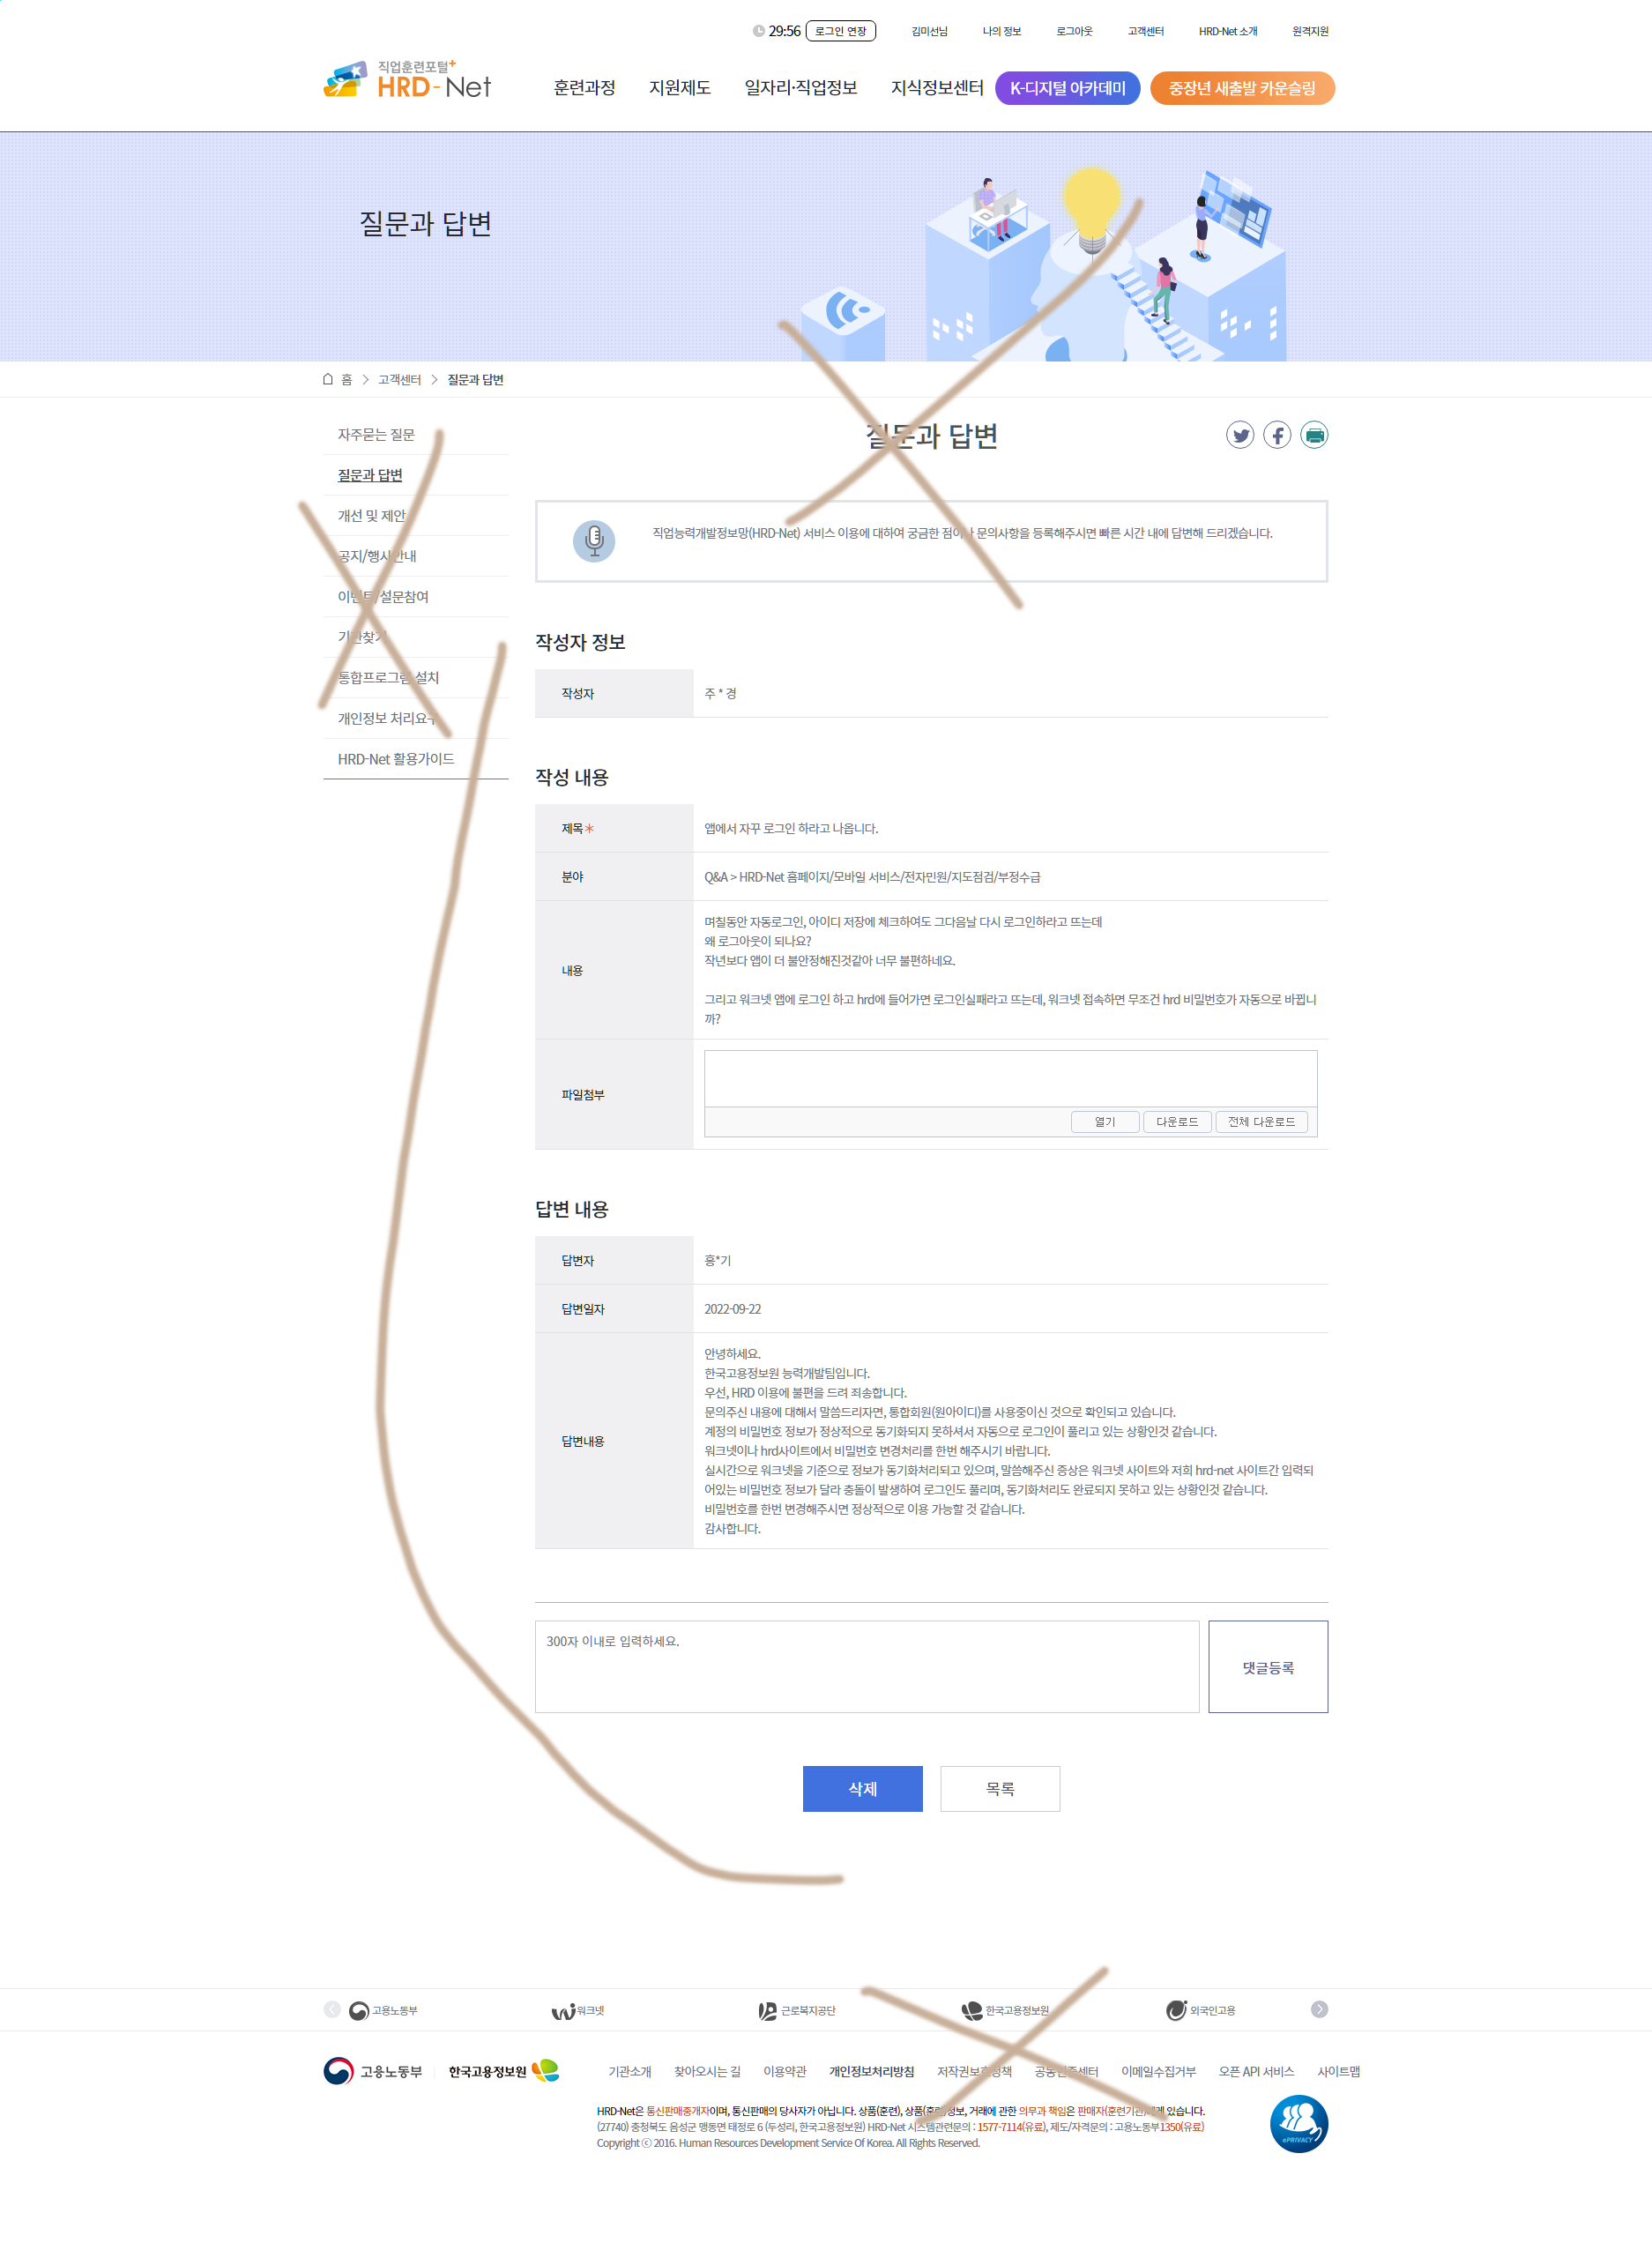 29:56 로그인 연장 김미선님 나의 정보 로그아웃 고객센터 HRD-Net 소개 원격지원
직업훈련포털+
HRD-Net
훈련과정 지원제도 일자리·직업정보 지식정보센터 K-디지털 아카데미 중장년 새출발 카운슬링
질문과 답변
홈 > 고객센터 > 질문과 답변
자주묻는 질문
질문과 답변
개선 및 제안
공지/행사안내
이벤트/설문참여
기관찾기
통합프로그램 설치
개인정보 처리요구
HRD-Net 활용가이드
질문과 답변
직업능력개발정보망(HRD-Net) 서비스 이용에 대하여 궁금한 점이나 문의사항을 등록해주시면 빠른 시간 내에 답변해 드리겠습니다.
작성자 정보
작성자 주 * 경
작성 내용
제목* 앱에서 자꾸 로그인 하라고 나옵니다.
분야 Q&A > HRD-Net 홈페이지/모바일 서비스/전자민원/지도점검/부정수급
내용
며칠동안 자동로그인, 아이디 저장에 체크하여도 그다음날 다시 로그인하라고 뜨는데
왜 로그아웃이 되나요?
작년보다 앱이 더 불안정해진것같아 너무 불편하네요.
그리고 워크넷 앱에 로그인 하고 hrd에 들어가면 로그인실패라고 뜨는데, 워크넷 접속하면 무조건 hrd 비밀번호가 자동으로 바뀝니
까?
파일첨부
열기 다운로드 전체 다운로드
답변 내용
답변자 홍*기
답변일자 2022-09-22
답변내용
안녕하세요.
한국고용정보원 능력개발팀입니다.
우선, HRD 이용에 불편을 드려 죄송합니다.
문의주신 내용에 대해서 말씀드리자면, 통합회원(원아이디)를 사용중이신 것으로 확인되고 있습니다.
계정의 비밀번호 정보가 정상적으로 동기화되지 못하셔서 자동으로 로그인이 풀리고 있는 상황인것 같습니다.
워크넷이나 hrd사이트에서 비밀번호 변경처리를 한번 해주시기 바랍니다.
실시간으로 워크넷을 기준으로 정보가 동기화처리되고 있으며, 말씀해주신 증상은 워크넷 사이트와 저희 hrd-net 사이트간 입력되
어있는 비밀번호 정보가 달라 충돌이 발생하여 로그인도 풀리며, 동기화처리도 완료되지 못하고 있는 상황인것 같습니다.
비밀번호를 한번 변경해주시면 정상적으로 이용 가능할 것 같습니다.
감사합니다.
300자 이내로 입력하세요.
댓글등록
삭제 목록
고용노동부 워크넷 근로복지공단 한국고용정보원 외국인고용
고용노동부 한국고용정보원 기관소개 찾아오시는 길 이용약관 개인정보처리방침 저작권보호정책 공동인증센터 이메일수집거부 오픈 API 서비스 사이트맵
HRD-Net은 통신판매중개자이며, 통신판매의 당사자가 아닙니다. 상품(훈련), 상품(훈련)정보, 거래에 관한 의무과 책임은 판매자(훈련기관)에게 있습니다.
(27740) 충청북도 음성군 맹동면 태정로 6 (두성리, 한국고용정보원) HRD-Net 시스템관련문의 : 1577-7114(유료), 제도/자격문의 : 고용노동부1350(유료)
Copyright ⓒ 2016. Human Resources Development Service Of Korea. All Rights Reserved.
ePRIVACY